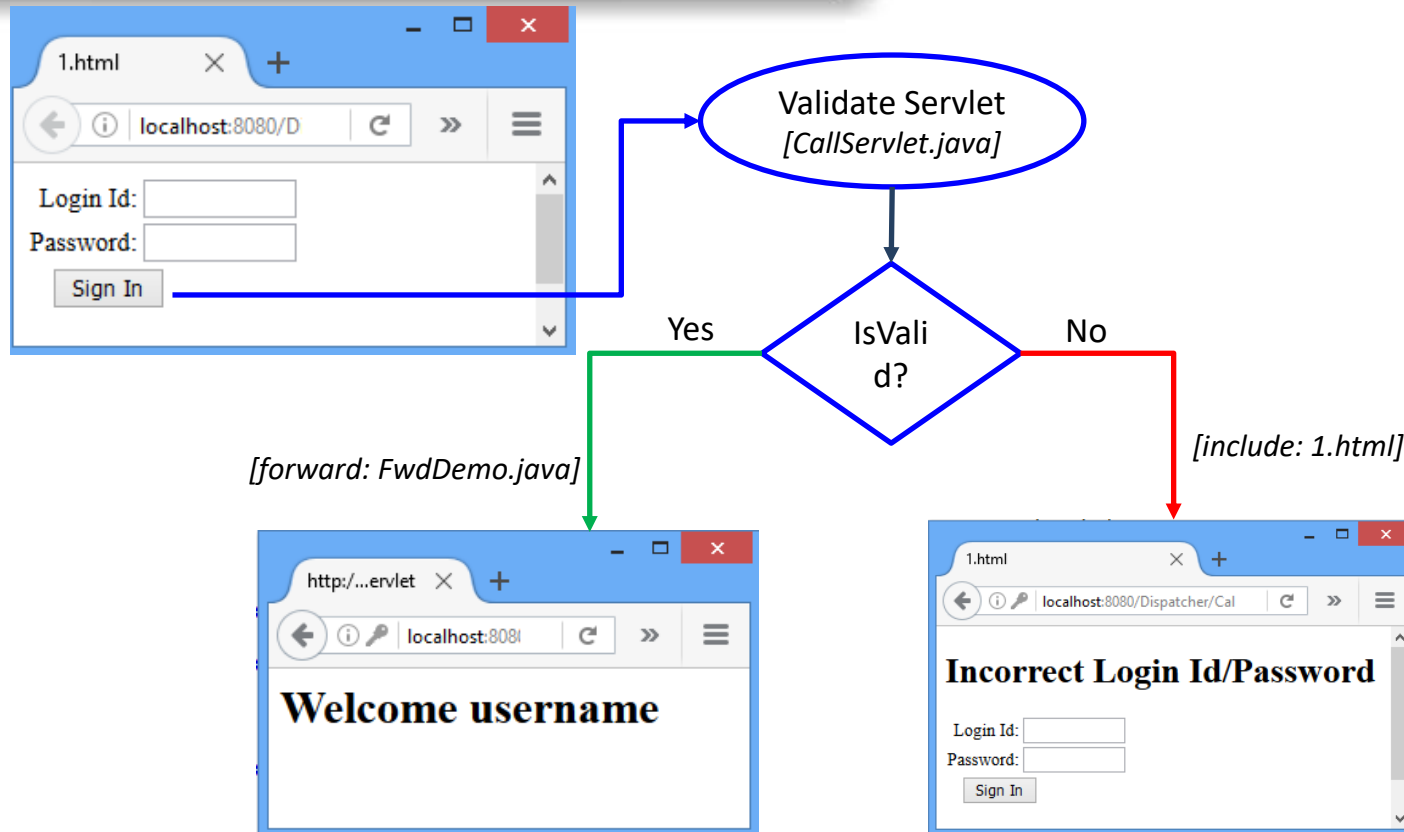 1.html
localhost:8080/D
Login Id:
Password:
Sign In
Validate Servlet
[CallServlet.java]
IsVali
d?
Yes
No
[forward: FwdDemo.java]
[include: 1.html]
http:/...ervlet
localhost:808
Welcome username
1.html
localhost:8080/Dispatcher/Cal
Incorrect Login Id/Password
Login Id:
Password:
Sign In